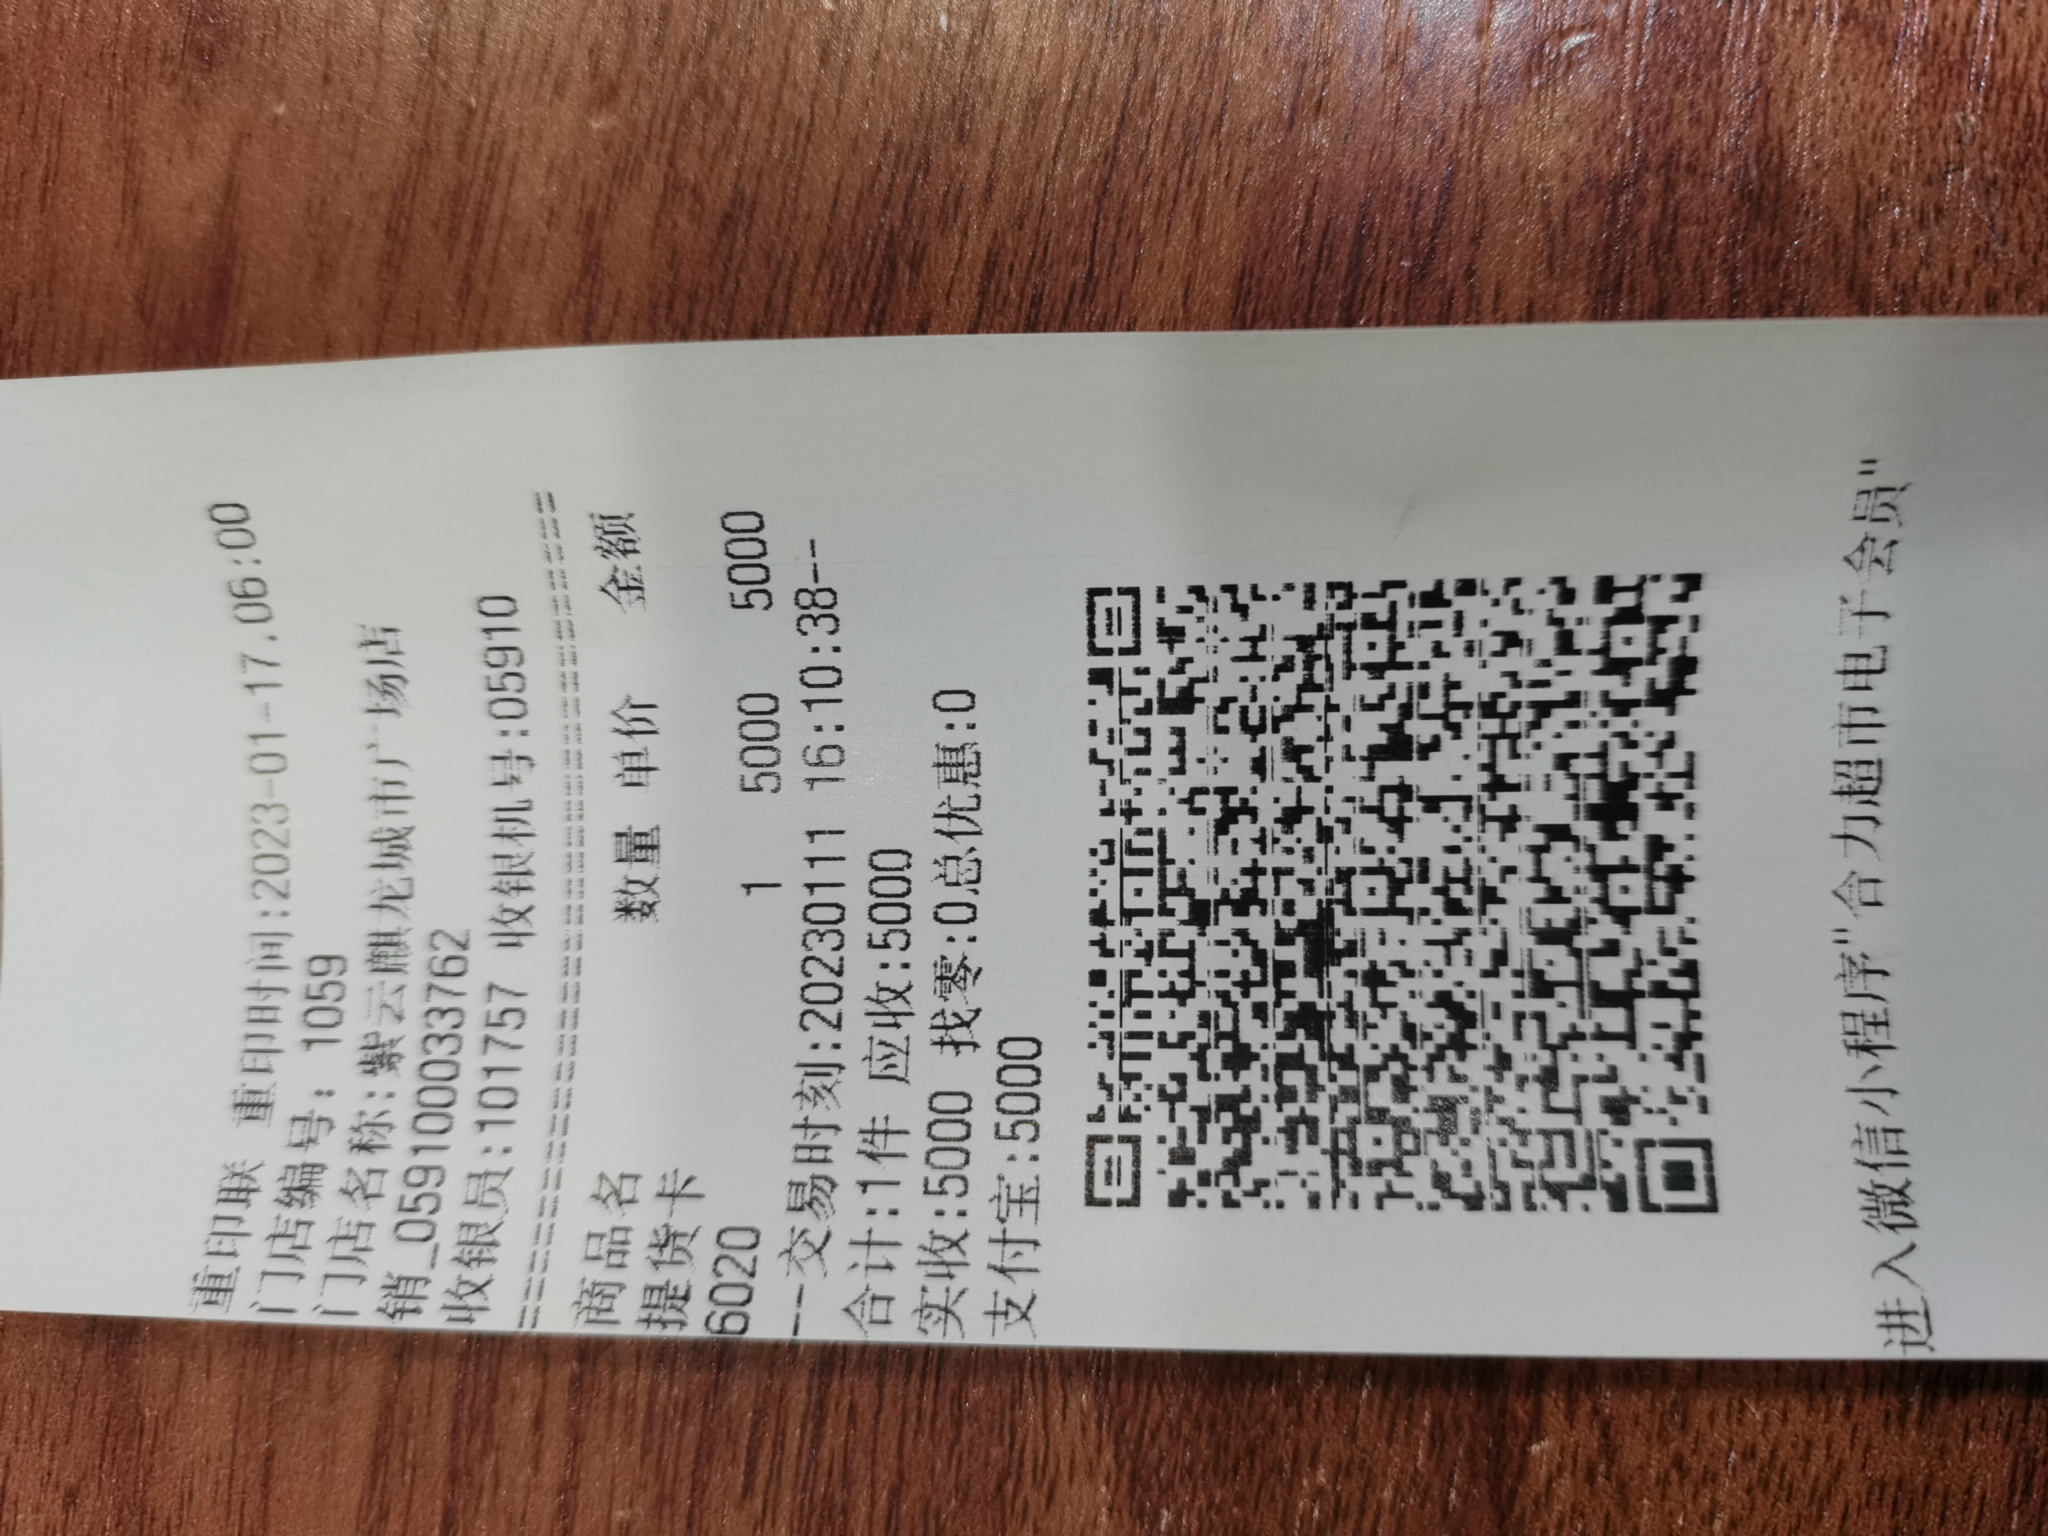 重印联 重印时间:2023-01-17.06:00
门店编号: 1059
门店名称:紫云麒龙城市广场店
销_05910003​3762
收银员:101757 收银机号:05910
================================
商品名 数量 单价 金额
提货卡
6020 1 5000 5000
--交易时刻:20230111 16:10:38--
合计:1件 应收:5000
实收:5000 找零:0总优惠:0
支付宝:5000
进入微信小程序"合力超市电子会员"